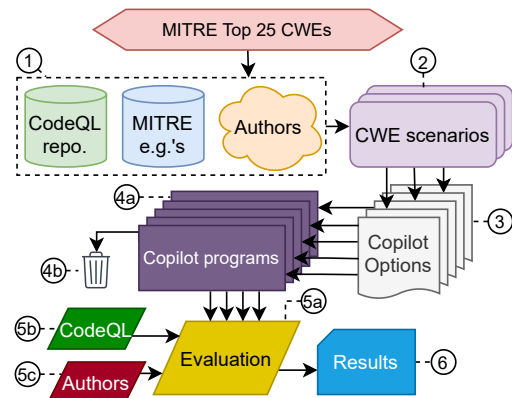 MITRE Top 25 CWEs
1
2
CodeQL
repo.
MITRE
e.g.'s
Authors
CWE scenarios
4a
3
Copilot programs
Copilot
Options
4b
5a
5b
CodeQL
Evaluation
Results
5c
Authors
6